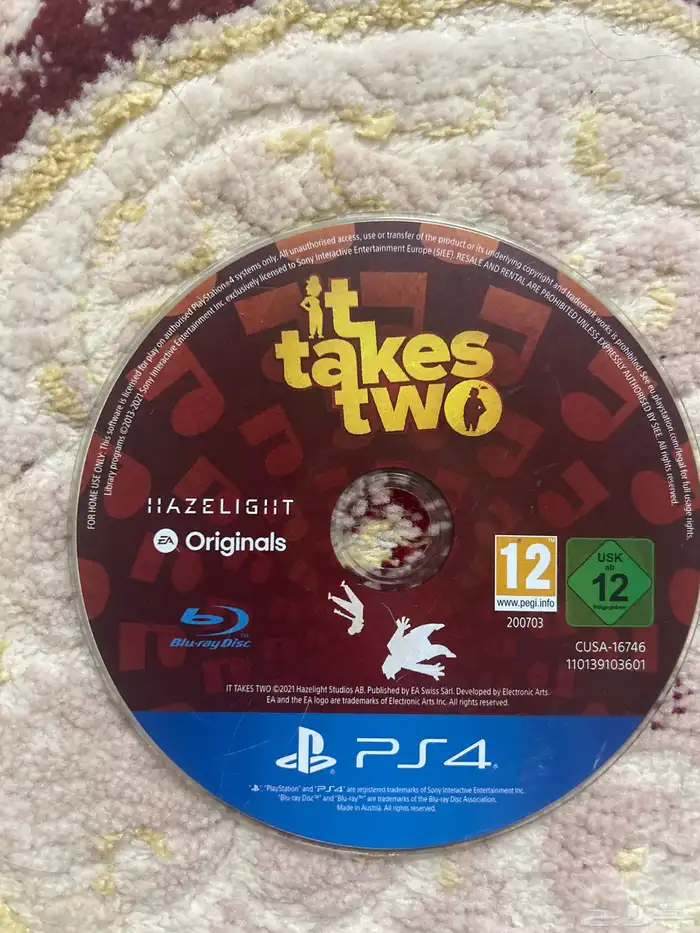 FOR HOME USE ONLY: This software is licensed for play on authorised PlayStation®4 systems only. All unauthorised access, use or transfer of the product or its underlying copyright and trademark works is prohibited. See eu.playstation.com/legal for full usage rights.
Library programs ©2013-2021 Sony Interactive Entertainment Inc. exclusively licensed to Sony Interactive Entertainment Europe (SIEE). RESALE AND RENTAL ARE PROHIBITED UNLESS EXPRESSLY AUTHORISED BY SIEE. All rights reserved.
it
takes
two
HAZELIGHT
EA Originals
12
www.pegi.info
200703
USK
ab
12
freigegeben
Blu-ray Disc™
CUSA-16746
110139103601
IT TAKES TWO ©2021 Hazelight Studios AB. Published by EA Swiss Sàrl. Developed by Electronic Arts.
EA and the EA logo are trademarks of Electronic Arts Inc. All rights reserved.
PS4
", "PlayStation" and "PS4" are registered trademarks of Sony Interactive Entertainment Inc.
"Blu-ray Disc™" and "Blu-ray™" are trademarks of the Blu-ray Disc Association.
Made in Austria. All rights reserved.